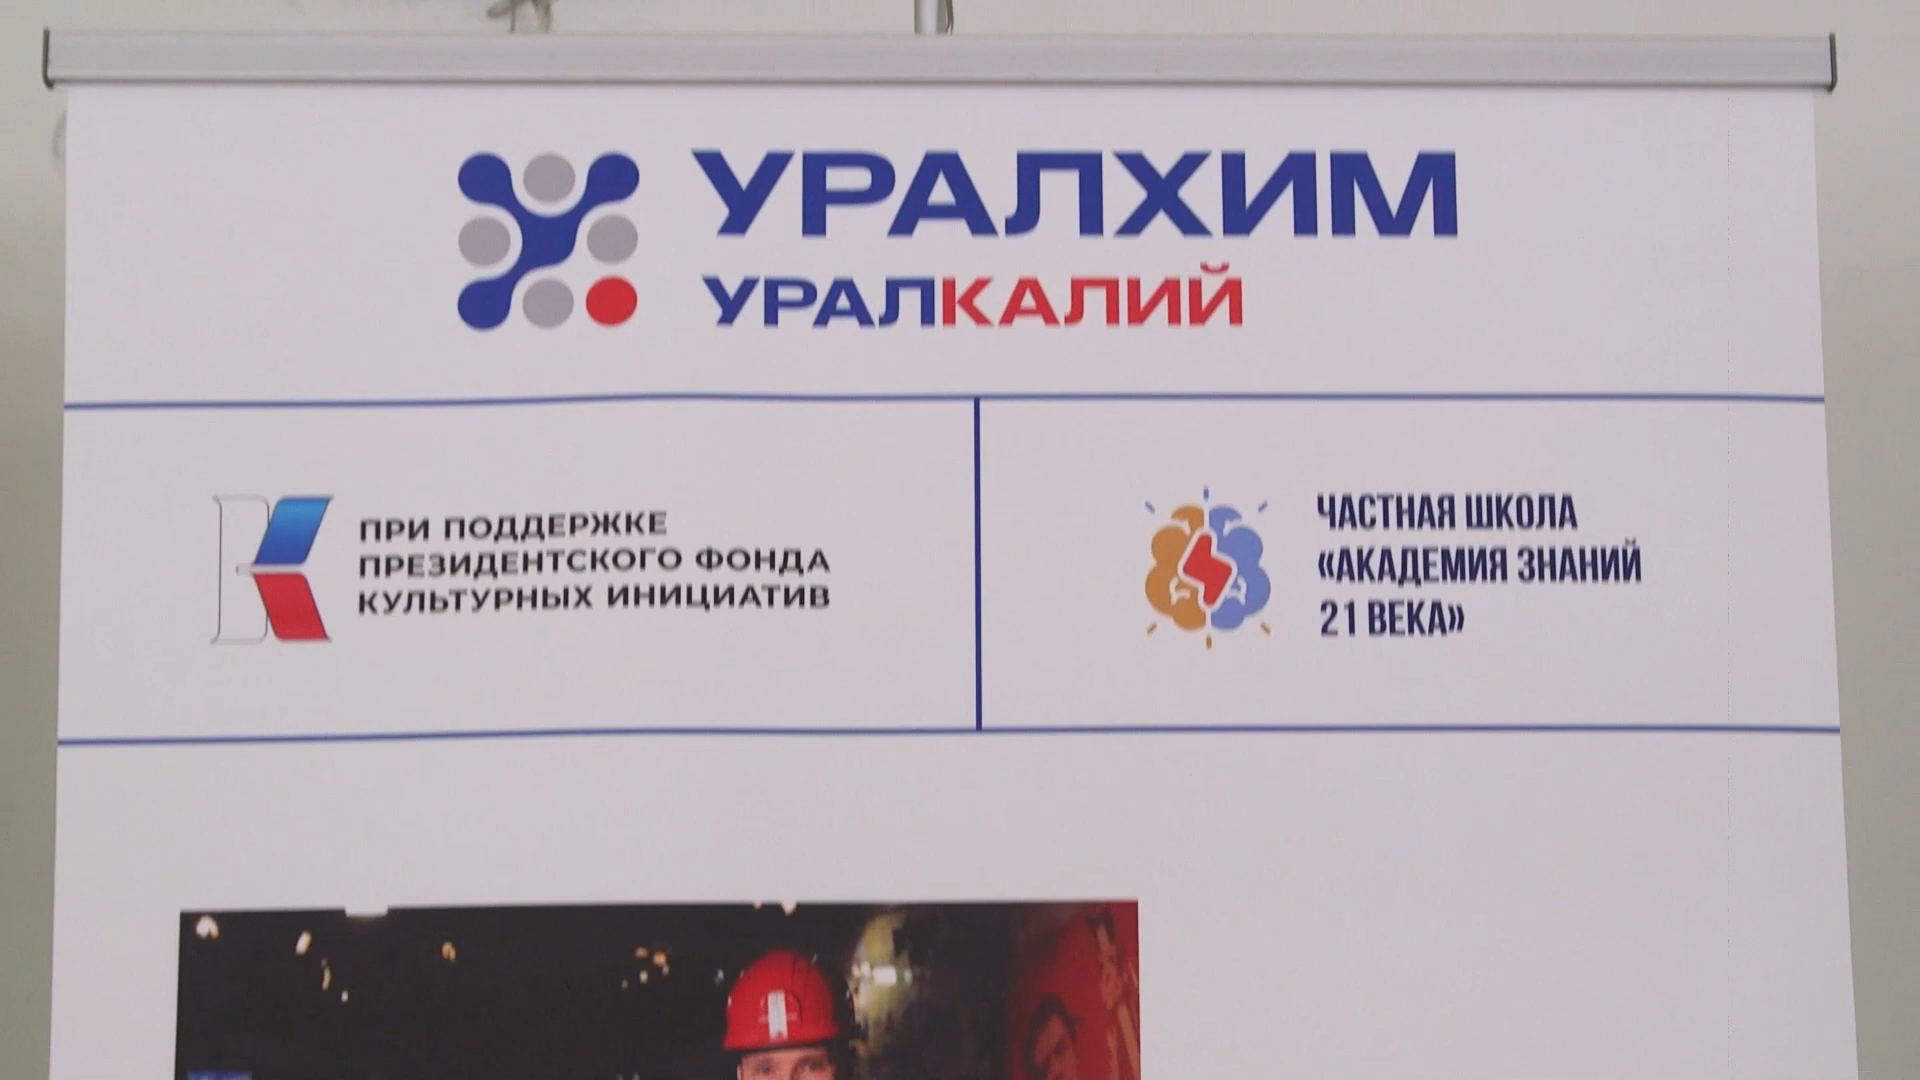 УРАЛХИМ
УРАЛКАЛИЙ
ПРИ ПОДДЕРЖКЕ
ПРЕЗИДЕНТСКОГО ФОНДА
КУЛЬТУРНЫХ ИНИЦИАТИВ
ЧАСТНАЯ ШКОЛА
«АКАДЕМИЯ ЗНАНИЙ
21 ВЕКА»